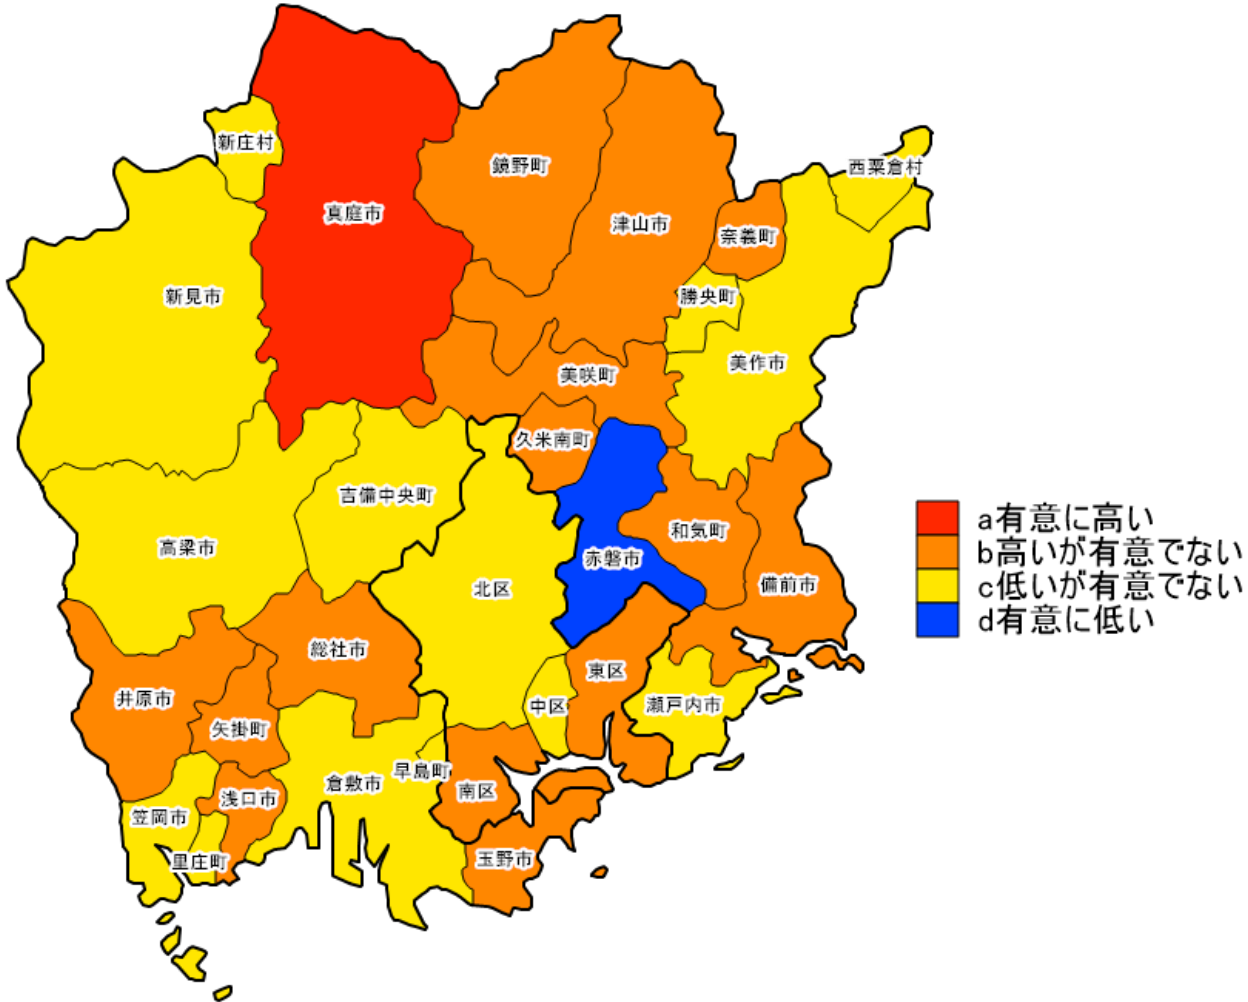 新庄村
鏡野町
西粟倉村
真庭市
津山市
奈義町
新見市
勝央町
美作市
美咲町
久米南町
吉備中央町
和気町
高梁市
赤磐市
備前市
北区
総社市
東区
井原市
中区
瀬戸内市
矢掛町
早島町
倉敷市
南区
浅口市
笠岡市
里庄町
玉野市
a有意に高い
b高いが有意でない
c低いが有意でない
d有意に低い